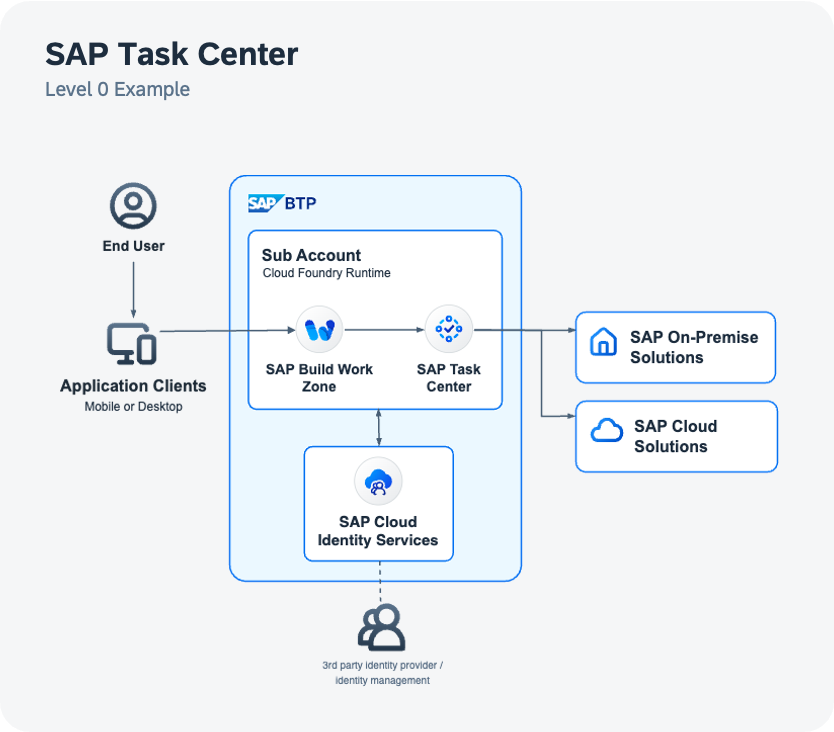 SAP Task Center
Level 0 Example
SAP BTP
End User
Sub Account
Cloud Foundry Runtime
Application Clients
Mobile or Desktop
SAP Build Work
Zone
SAP Task
Center
SAP On-Premise
Solutions
SAP Cloud
Solutions
SAP Cloud
Identity Services
3rd party identity provider /
identity management